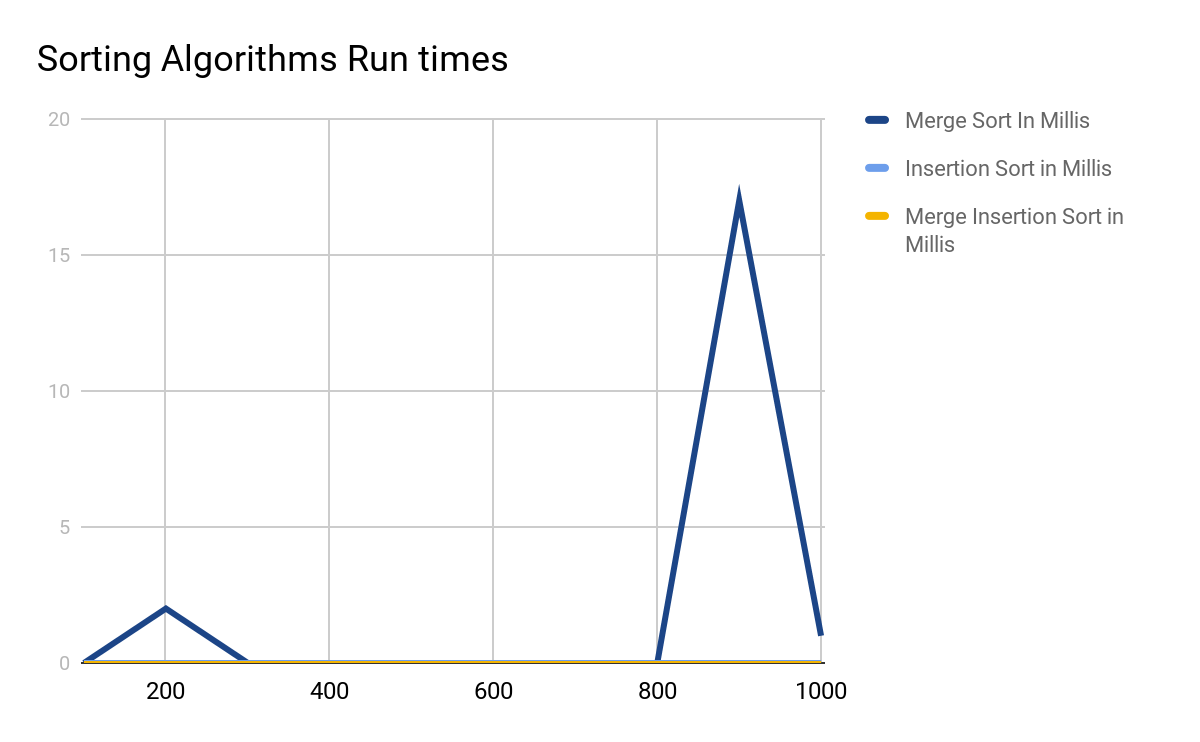 Sorting Algorithms Run times
20
15
10
5
0
200 400 600 800 1000
Merge Sort In Millis
Insertion Sort in Millis
Merge Insertion Sort in
Millis